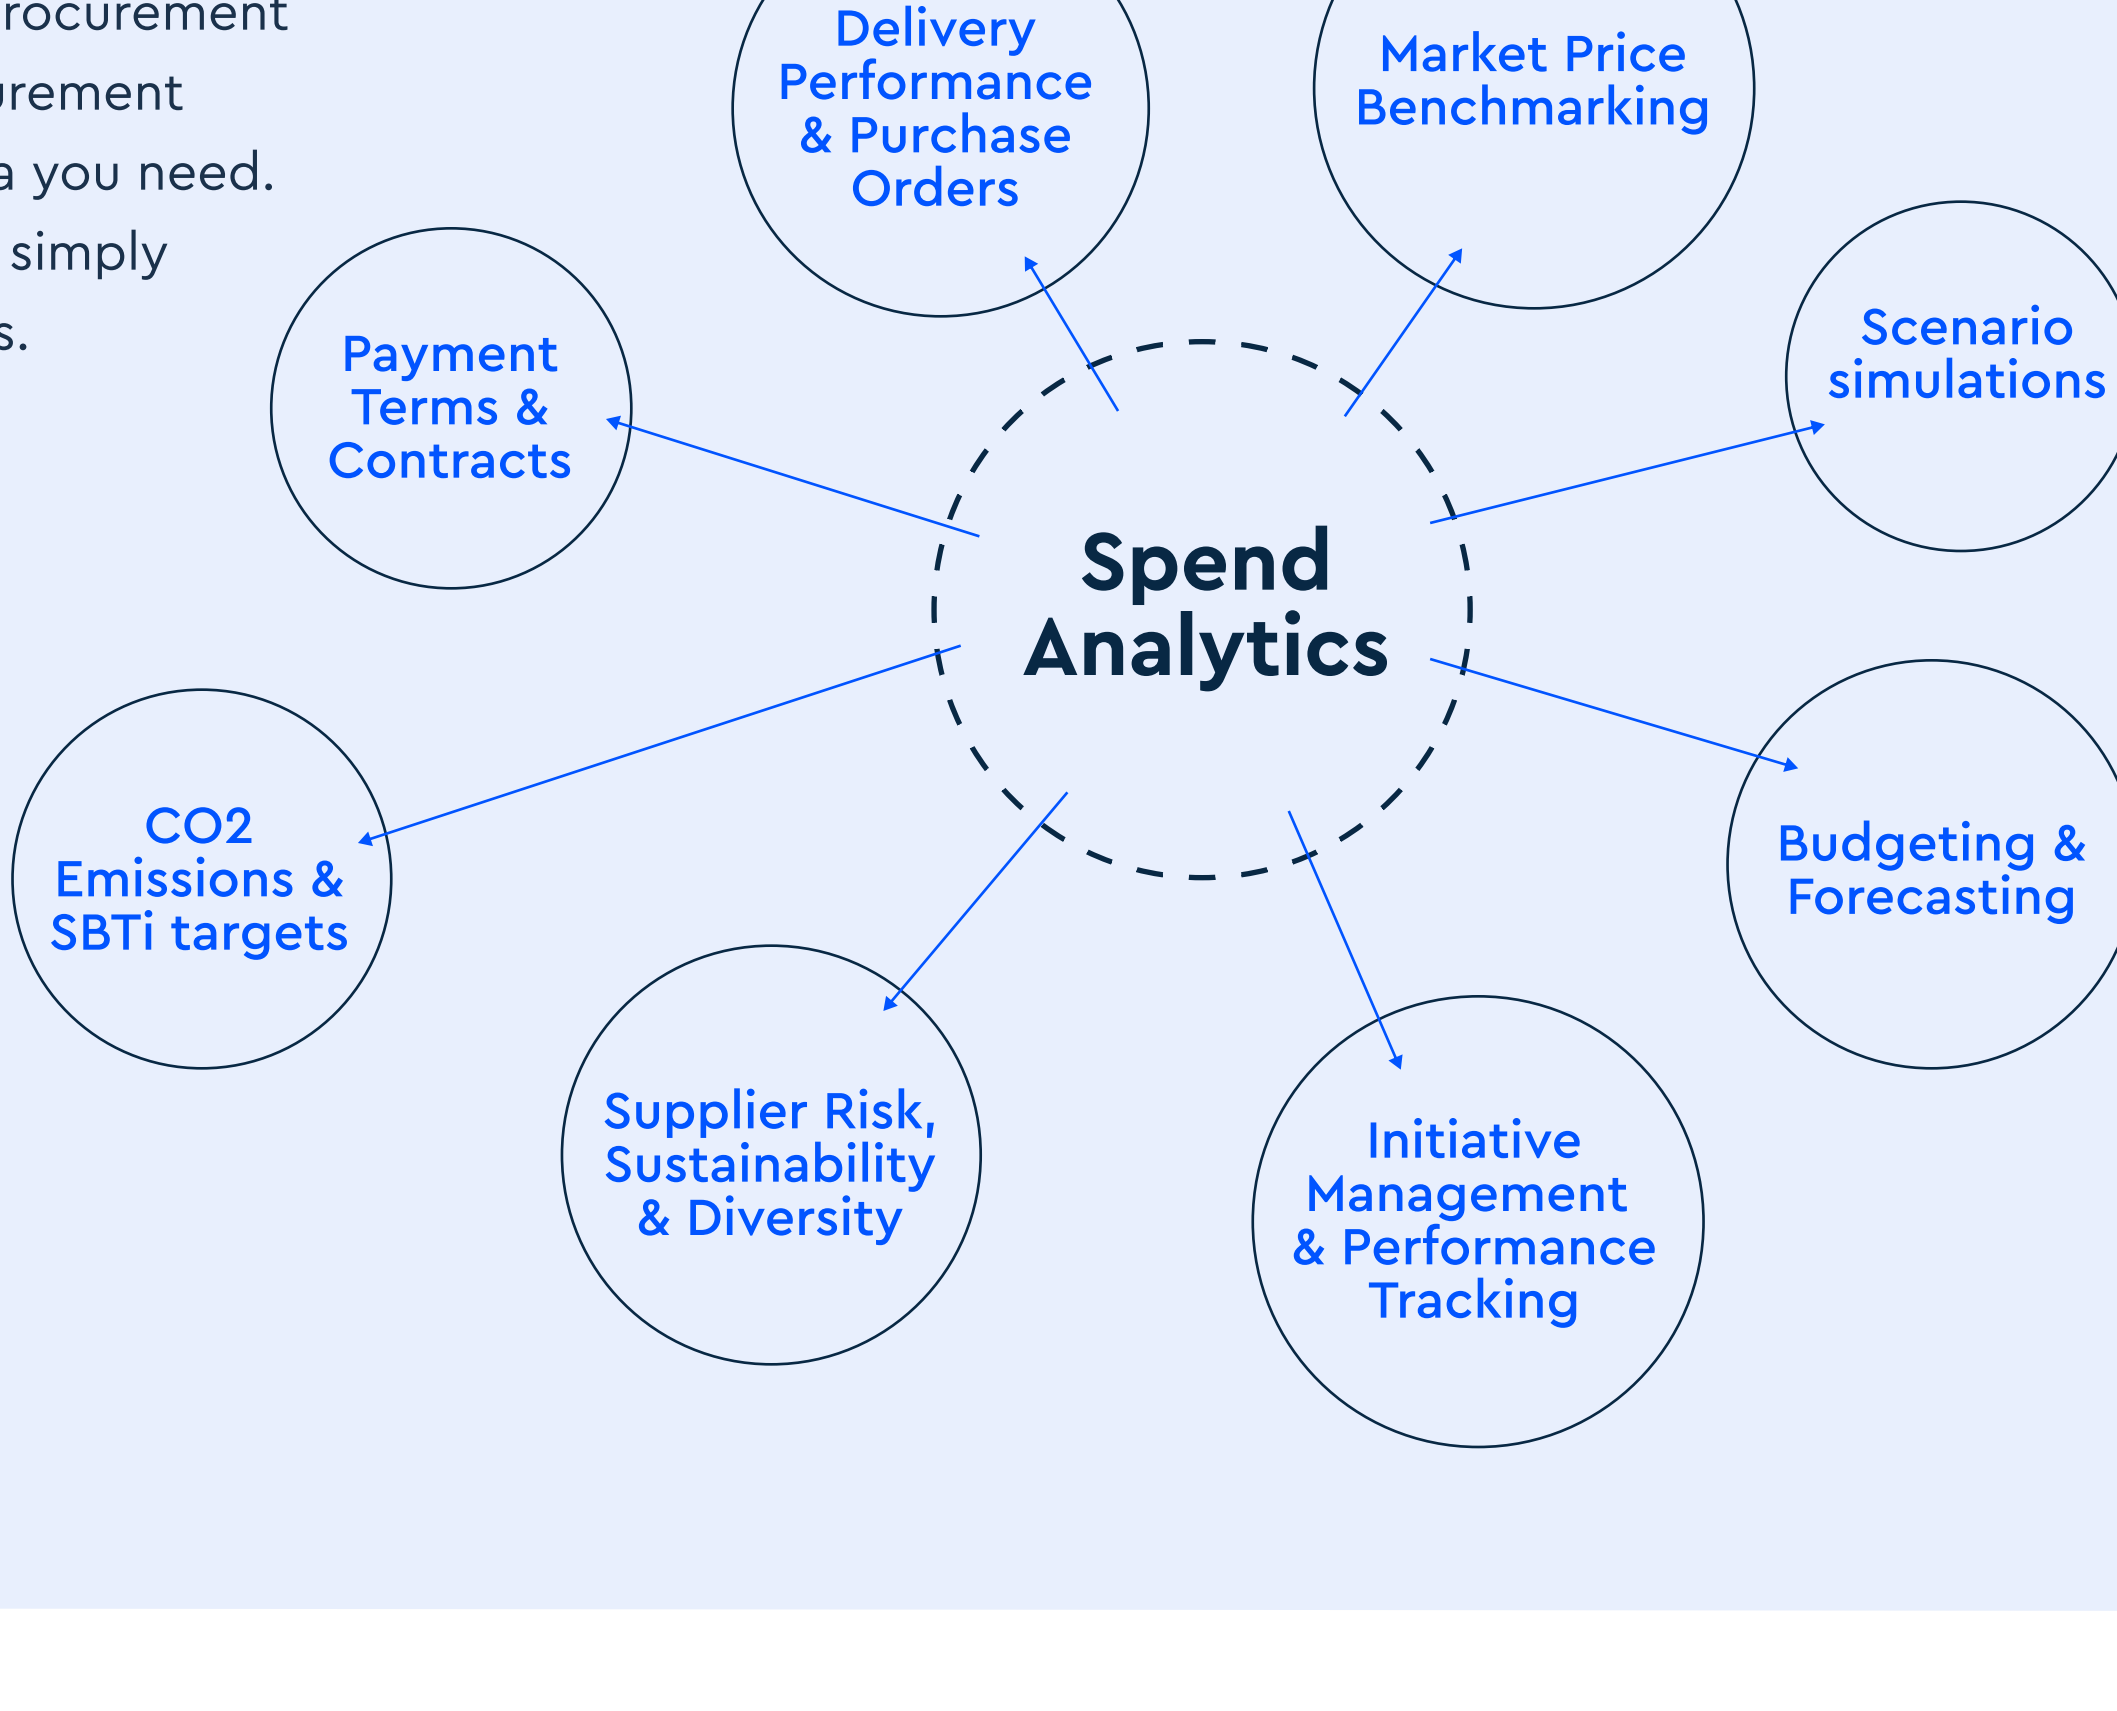 rocurement
urement
a you need.
simply
s.
Delivery
Performance
& Purchase
Orders
Market Price
Benchmarking
Scenario
simulations
Payment
Terms &
Contracts
Spend
Analytics
CO2
Emissions &
SBTi targets
Budgeting &
Forecasting
Supplier Risk,
Sustainability
& Diversity
Initiative
Management
& Performance
Tracking